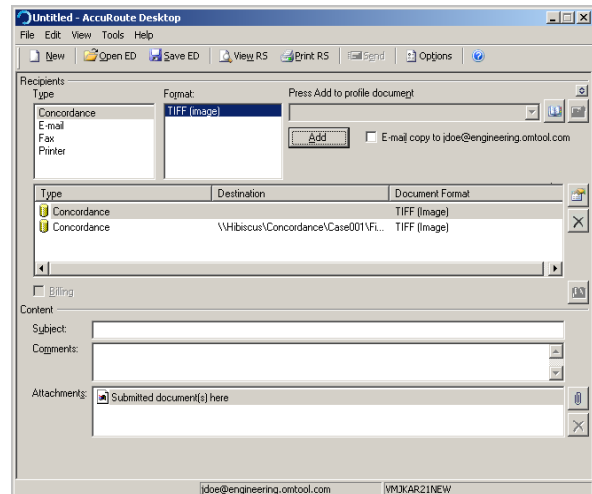 Untitled - AccuRoute Desktop
File Edit View Tools Help
New Open ED Save ED View RS Print RS Send Options
Recipients
Type Format: Press Add to profile document
Concordance TIFF (image)
E-mail
Fax
Printer
Add E-mail copy to jdoe@engineering.omtool.com
Type Destination Document Format
Concordance TIFF (Image)
Concordance \\Hibiscus\Concordance\Case001\Fi... TIFF (Image)
Billing
Content
Subject:
Comments:
Attachments: Submitted document(s) here
jdoe@engineering.omtool.com VMJKAR21NEW